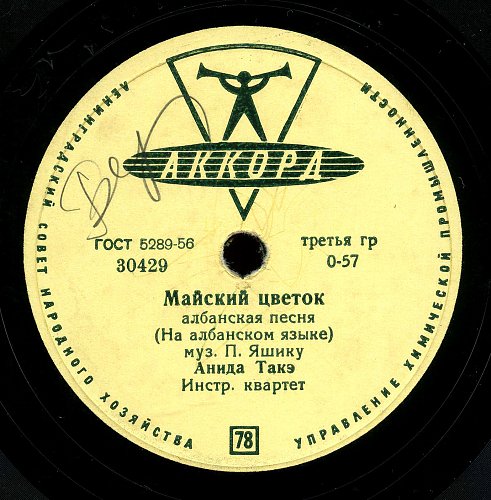 ЛЕНИНГРАДСКИЙ СОВЕТ НАРОДНОГО ХОЗЯЙСТВА
УПРАВЛЕНИЕ ХИМИЧЕСКОЙ ПРОМЫШЛЕННОСТИ
АККОРД
ГОСТ 5289-56
третья гр
30429
0-57
Майский цветок
албанская песня
(На албанском языке)
муз. П. Яшику
Анида Такэ
Инстр. квартет
78